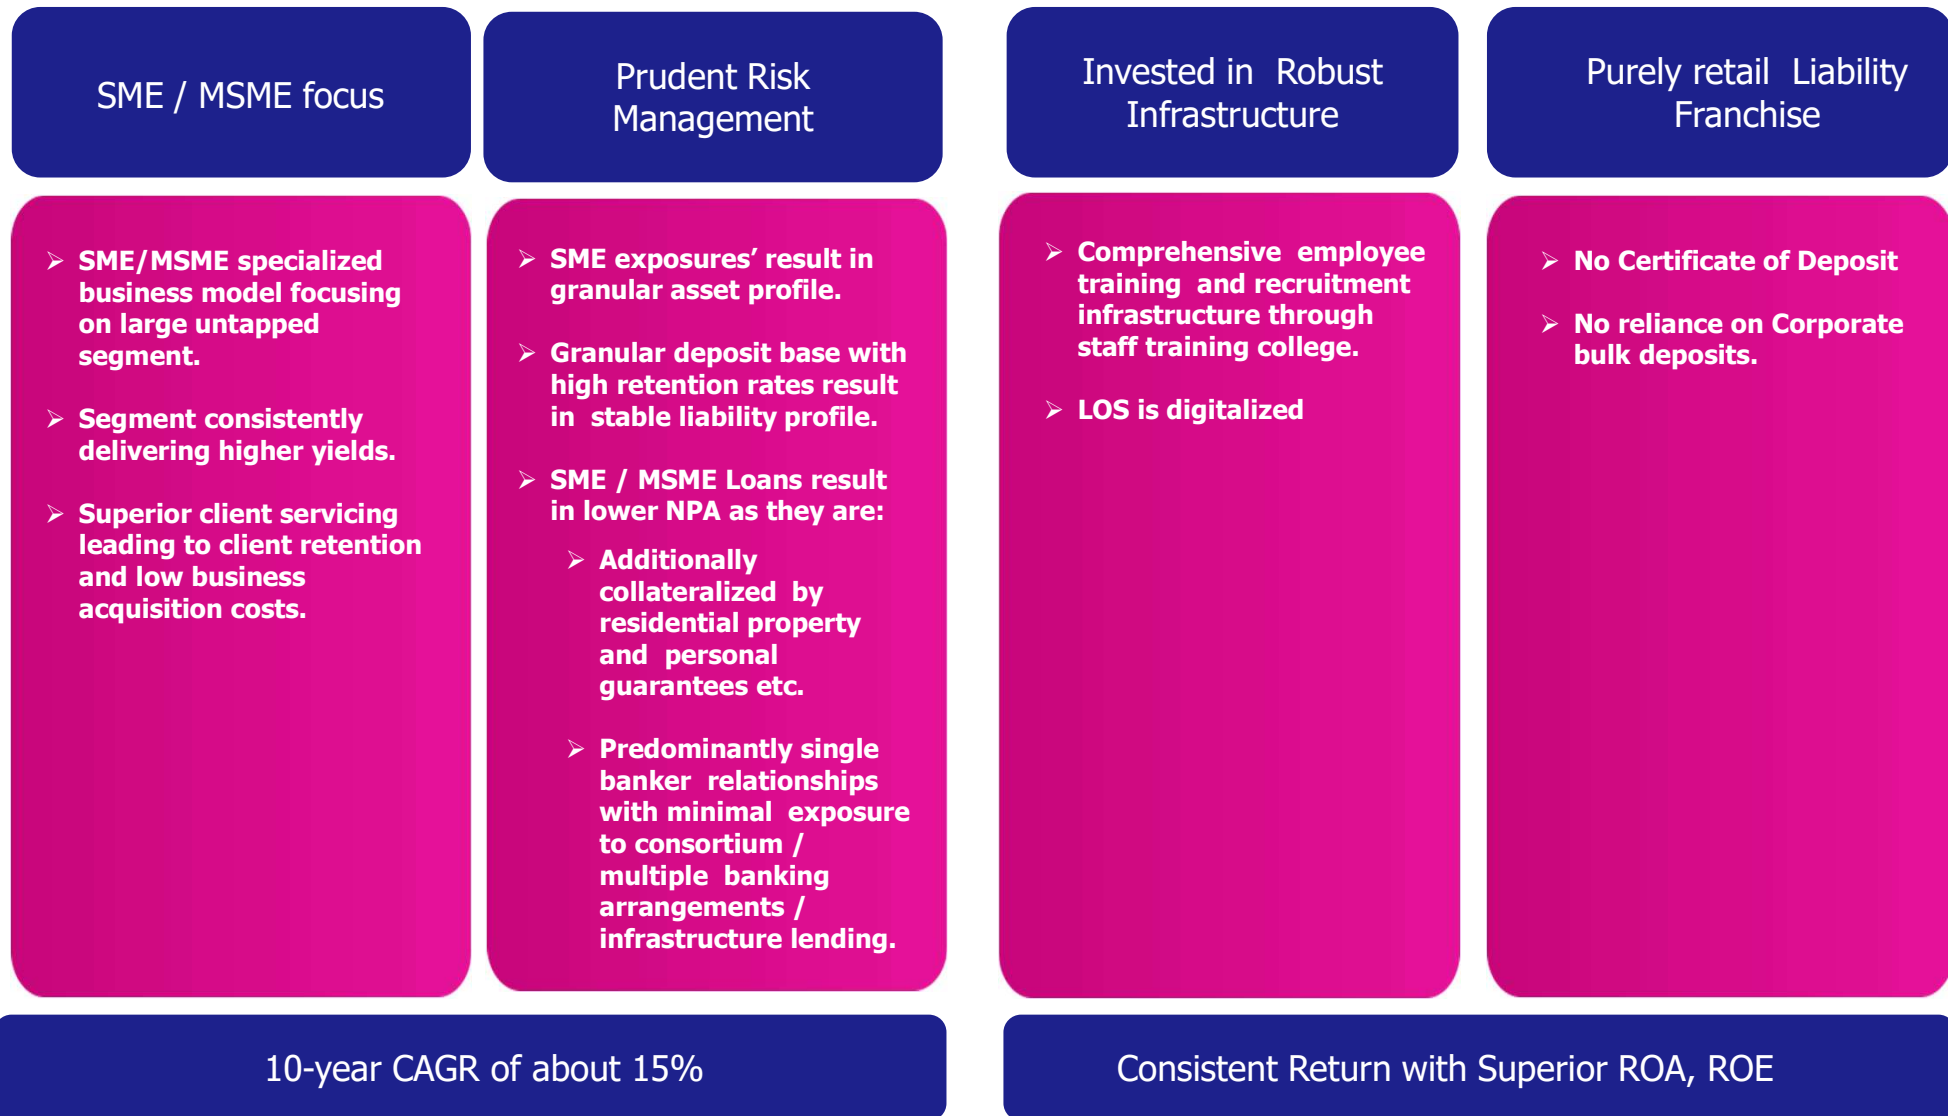 SME / MSME focus
➢ SME/MSME specialized
business model focusing
on large untapped
segment.
➢ Segment consistently
delivering higher yields.
➢ Superior client servicing
leading to client retention
and low business
acquisition costs.
Prudent Risk
Management
➢ SME exposures’ result in
granular asset profile.
➢ Granular deposit base with
high retention rates result
in stable liability profile.
➢ SME / MSME Loans result
in lower NPA as they are:
➢ Additionally
collateralized by
residential property
and personal
guarantees etc.
➢ Predominantly single
banker relationships
with minimal exposure
to consortium /
multiple banking
arrangements /
infrastructure lending.
Invested in Robust
Infrastructure
➢ Comprehensive employee
training and recruitment
infrastructure through
staff training college.
➢ LOS is digitalized
Purely retail Liability
Franchise
➢ No Certificate of Deposit
➢ No reliance on Corporate
bulk deposits.
10-year CAGR of about 15%
Consistent Return with Superior ROA, ROE